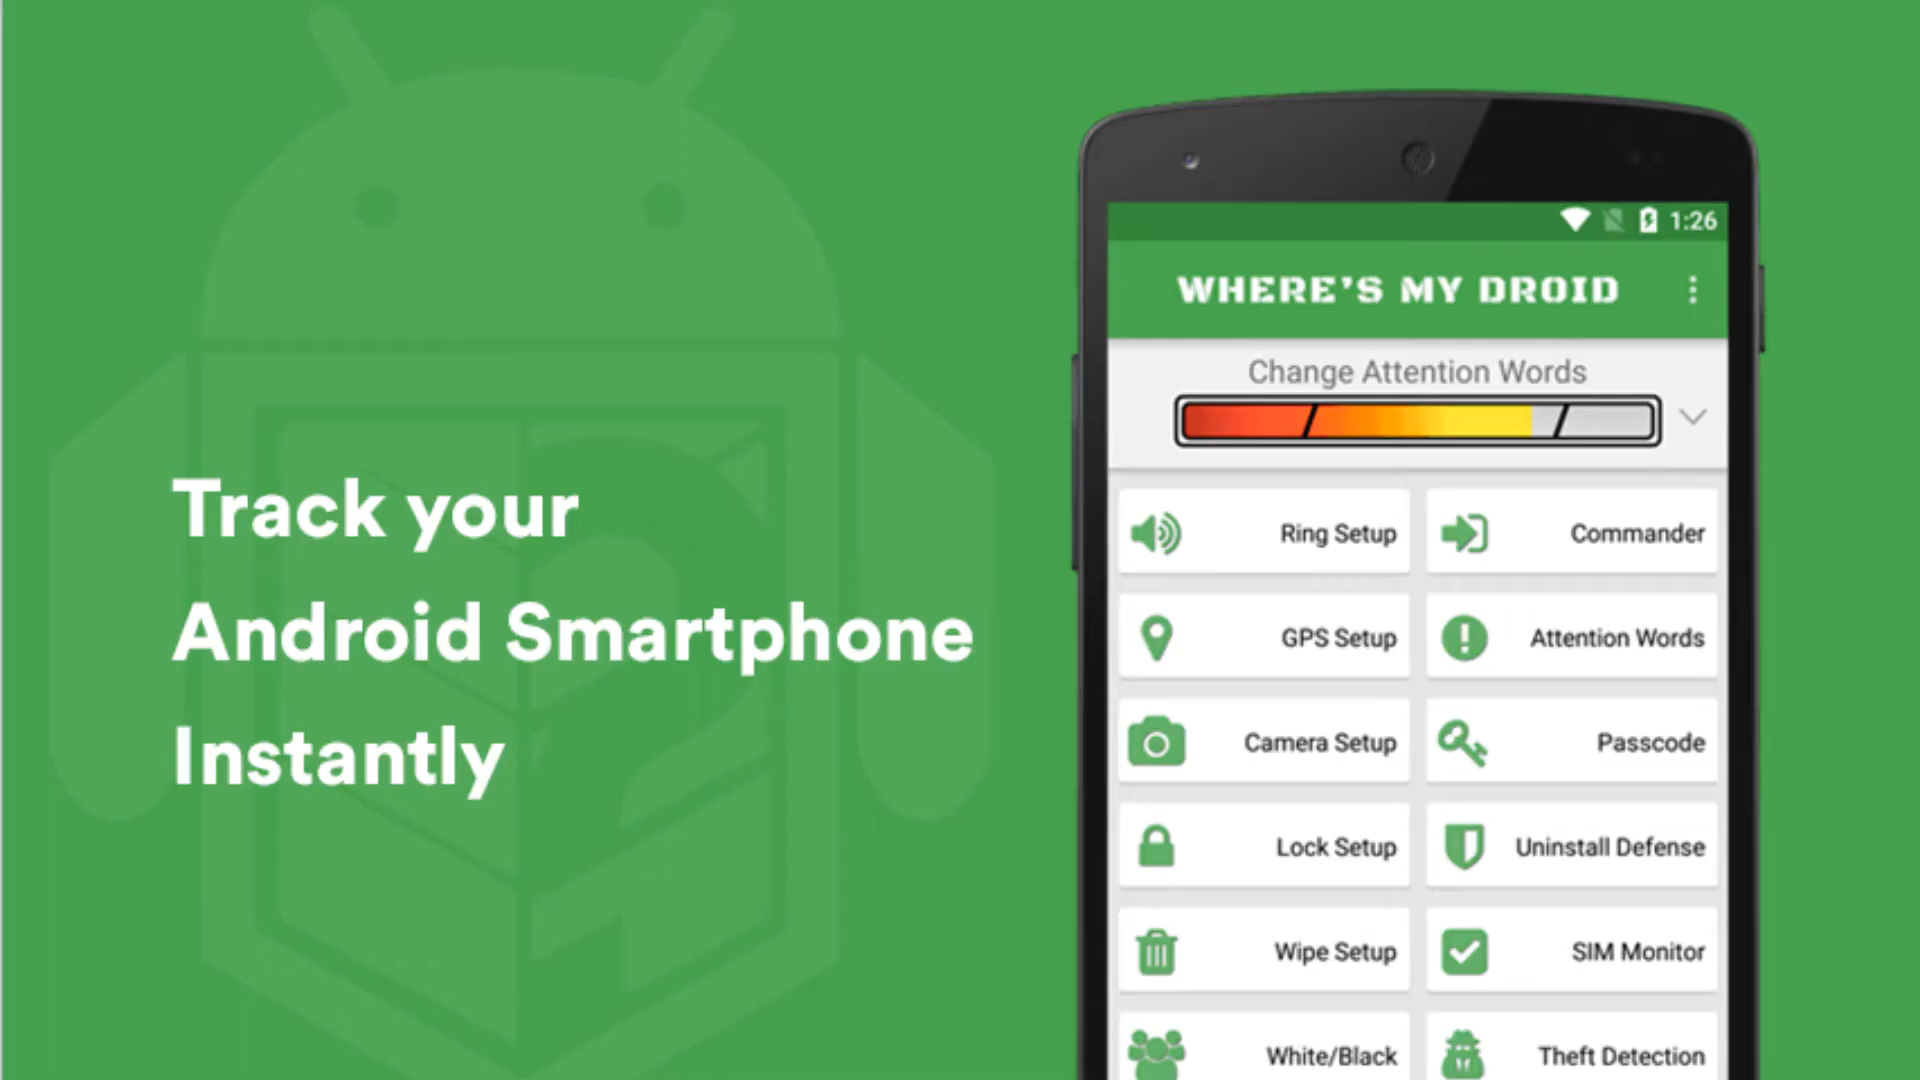 Track your
Android Smartphone
Instantly
1:26
WHERE'S MY DROID
Change Attention Words
Ring Setup
Commander
GPS Setup
Attention Words
Camera Setup
Passcode
Lock Setup
Uninstall Defense
Wipe Setup
SIM Monitor
White/Black
Theft Detection